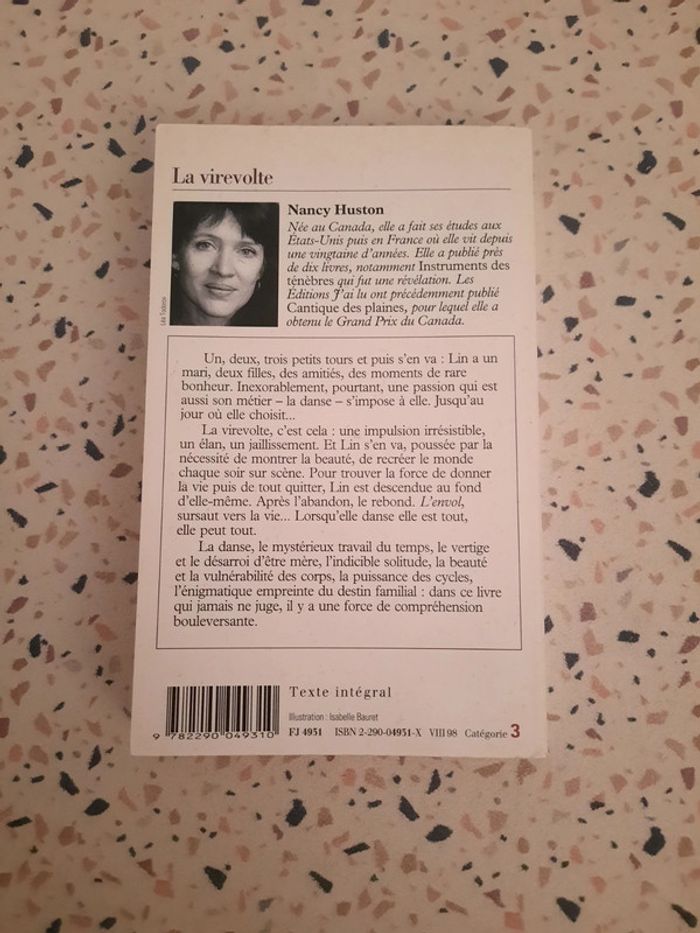 La virevolte
Nancy Huston
Née au Canada, elle a fait ses études aux
États-Unis puis en France où elle vit depuis
une vingtaine d'années. Elle a publié près
de dix livres, notamment Instruments des
ténèbres qui fut une révélation. Les
Éditions J'ai lu ont précédemment publié
Cantique des plaines, pour lequel elle a
obtenu le Grand Prix du Canada.
Léa Todorov
Un, deux, trois petits tours et puis s'en va : Lin a un
mari, deux filles, des amitiés, des moments de rare
bonheur. Inexorablement, pourtant, une passion qui est
aussi son métier – la danse – s'impose à elle. Jusqu'au
jour où elle choisit...
La virevolte, c'est cela : une impulsion irrésistible,
un élan, un jaillissement. Et Lin s'en va, poussée par la
nécessité de montrer la beauté, de recréer le monde
chaque soir sur scène. Pour trouver la force de donner
la vie puis de tout quitter, Lin est descendue au fond
d'elle-même. Après l'abandon, le rebond. L'envol,
sursaut vers la vie... Lorsqu'elle danse elle est tout,
elle peut tout.
La danse, le mystérieux travail du temps, le vertige
et le désarroi d'être mère, l'indicible solitude, la beauté
et la vulnérabilité des corps, la puissance des cycles,
l'énigmatique empreinte du destin familial : dans ce livre
qui jamais ne juge, il y a une force de compréhension
bouleversante.
Texte intégral
Illustration : Isabelle Bauret
FJ 4931 ISBN 2-290-04931-X VIII 98 Catégorie 3
9 782290 049310